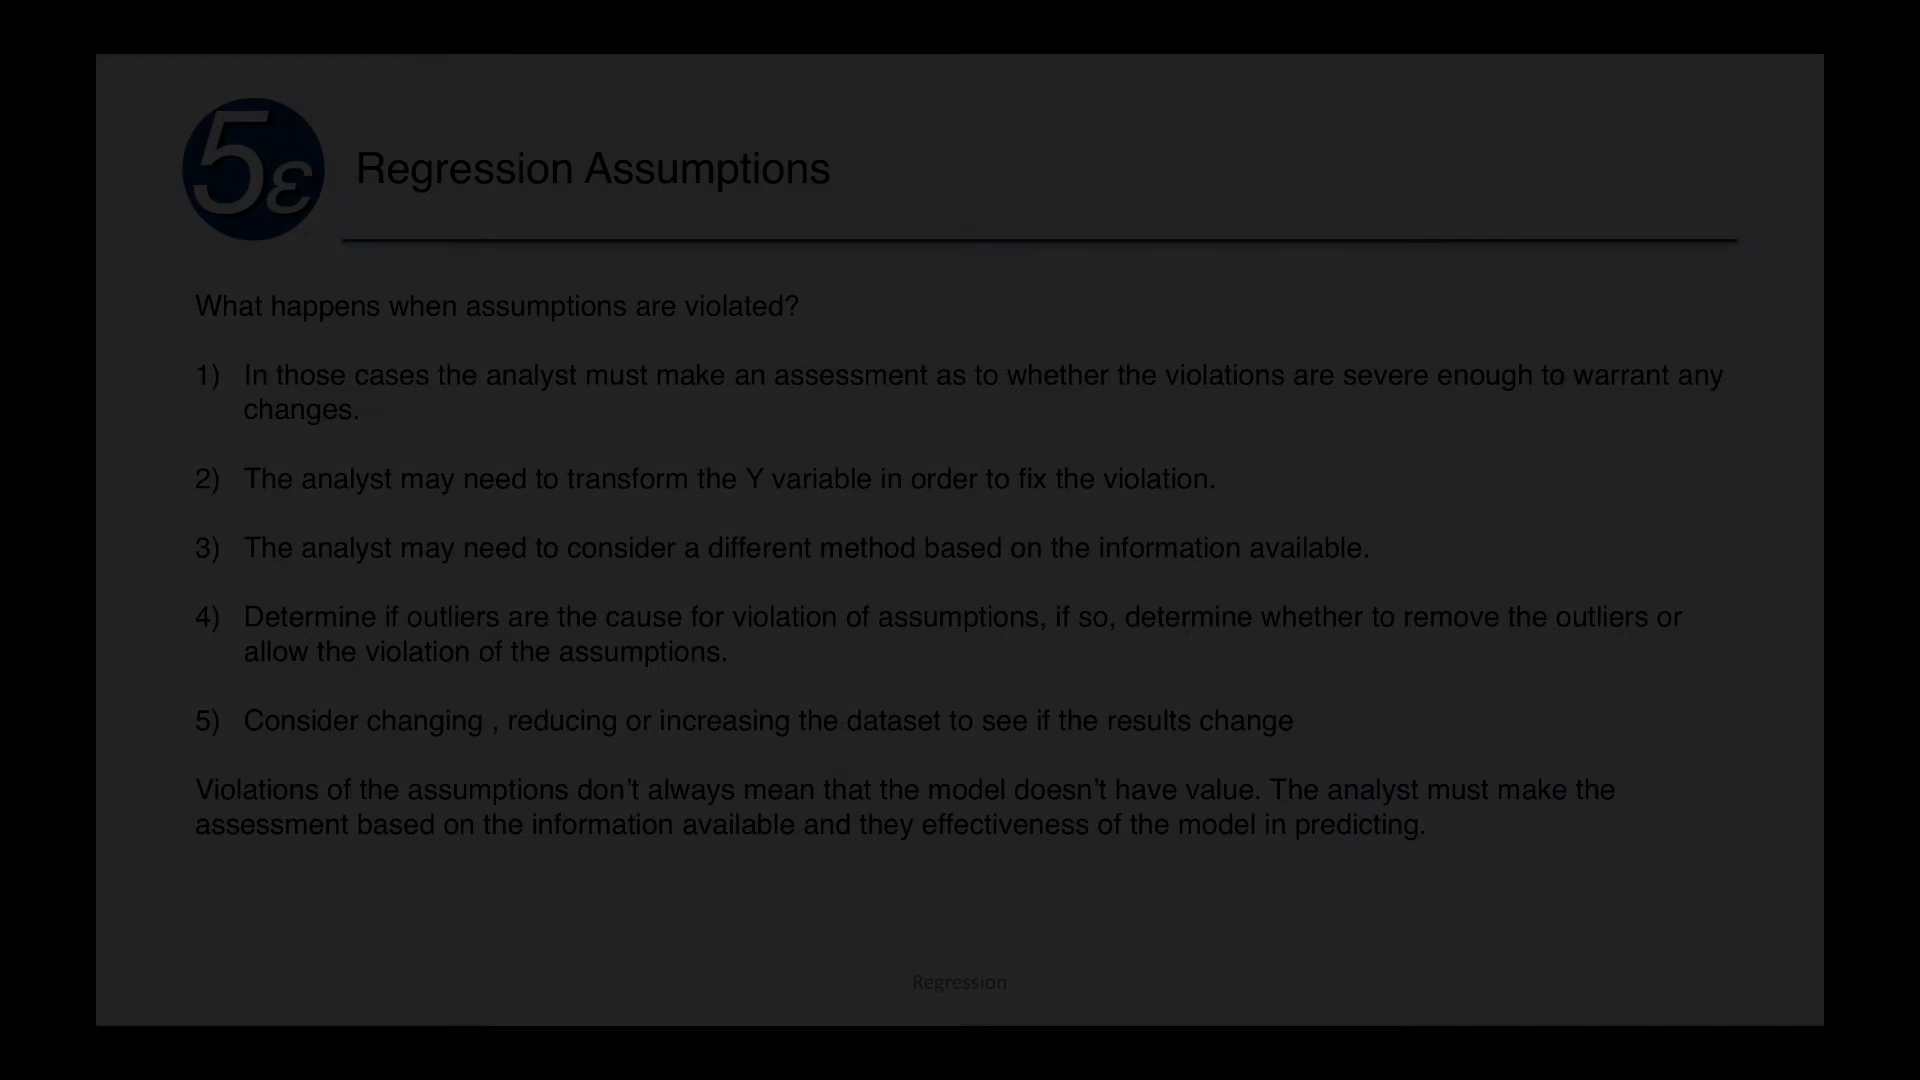 5ε
Regression Assumptions
What happens when assumptions are violated?
1) In those cases the analyst must make an assessment as to whether the violations are severe enough to warrant any
changes.
2) The analyst may need to transform the Y variable in order to fix the violation.
3) The analyst may need to consider a different method based on the information available.
4) Determine if outliers are the cause for violation of assumptions, if so, determine whether to remove the outliers or
allow the violation of the assumptions.
5) Consider changing , reducing or increasing the dataset to see if the results change
Violations of the assumptions don’t always mean that the model doesn’t have value. The analyst must make the
assessment based on the information available and they effectiveness of the model in predicting.
Regression